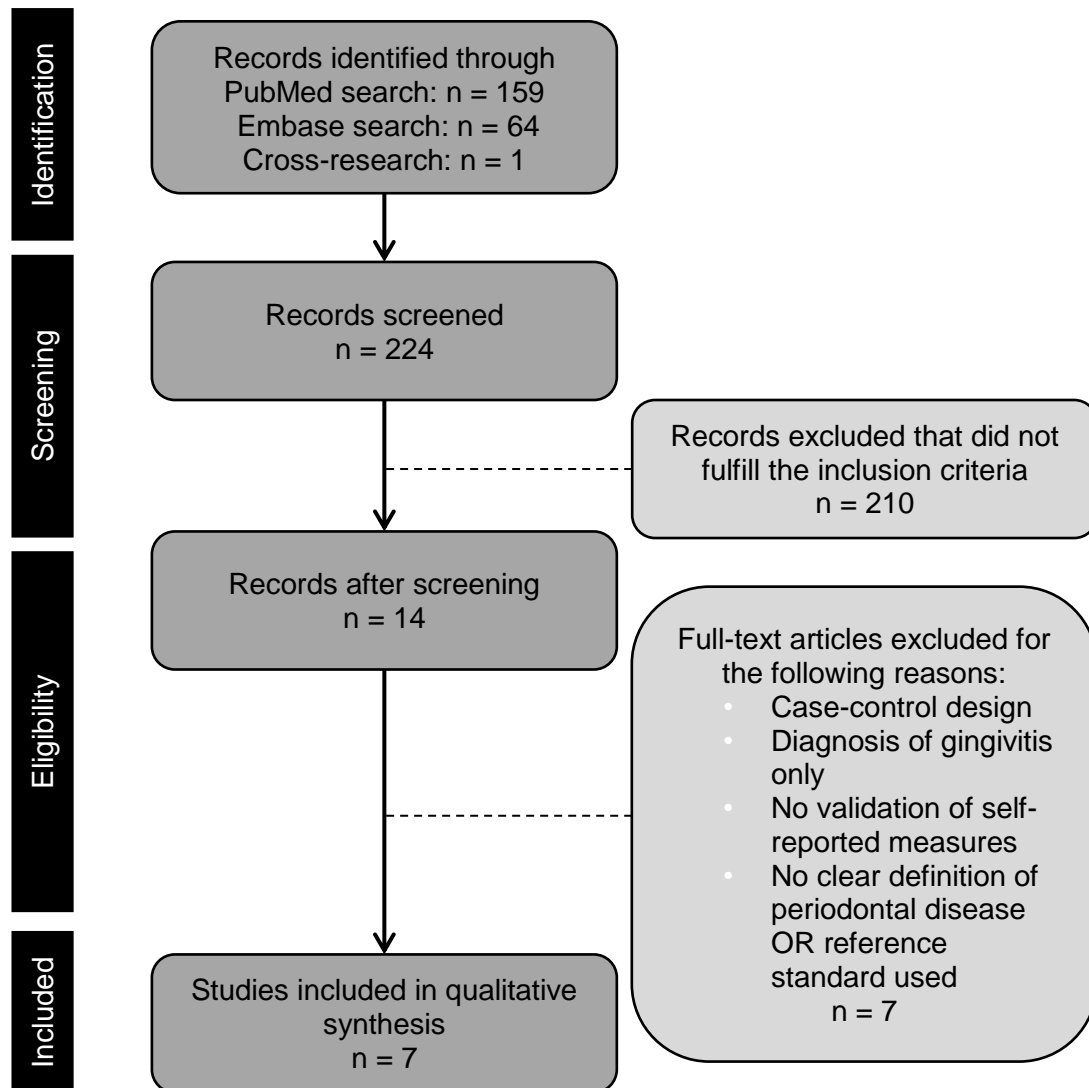 Identification
Records identified through
PubMed search: n = 159
Embase search: n = 64
Cross-research: n = 1
Screening
Records screened
n = 224
Records excluded that did not
fulfill the inclusion criteria
n = 210
Eligibility
Records after screening
n = 14
Full-text articles excluded for
the following reasons:
• Case-control design
• Diagnosis of gingivitis
only
• No validation of self-
reported measures
• No clear definition of
periodontal disease
OR reference
standard used
n = 7
Included
Studies included in qualitative
synthesis
n = 7